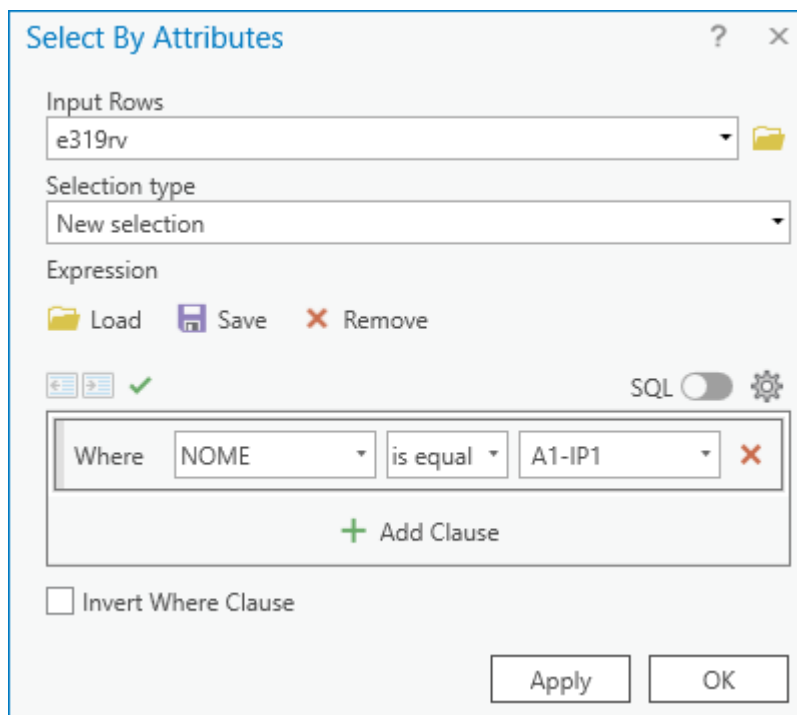 Select By Attributes ?
Input Rows
e319rv
Selection type
New selection
Expression
Load Save Remove
SQL
Where NOME is equal A1-IP1
Add Clause
Invert Where Clause
Apply OK